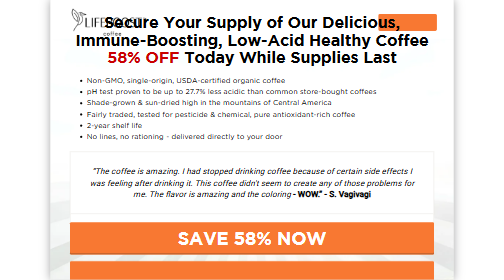 LIFEBOOST
coffee
Secure Your Supply of Our Delicious,
Immune-Boosting, Low-Acid Healthy Coffee
58% OFF Today While Supplies Last
Non-GMO, single-origin, USDA-certified organic coffee
pH test proven to be up to 27.7% less acidic than common store-bought coffees
Shade-grown & sun-dried high in the mountains of Central America
Fairly traded, tested for pesticide & chemical, pure antioxidant-rich coffee
2-year shelf life
No lines, no rationing - delivered directly to your door
"The coffee is amazing. I had stopped drinking coffee because of certain side effects I
was feeling after drinking it. This coffee didn't seem to create any of those problems for
me. The flavor is amazing and the coloring - WOW." - S. Vagivagi
SAVE 58% NOW